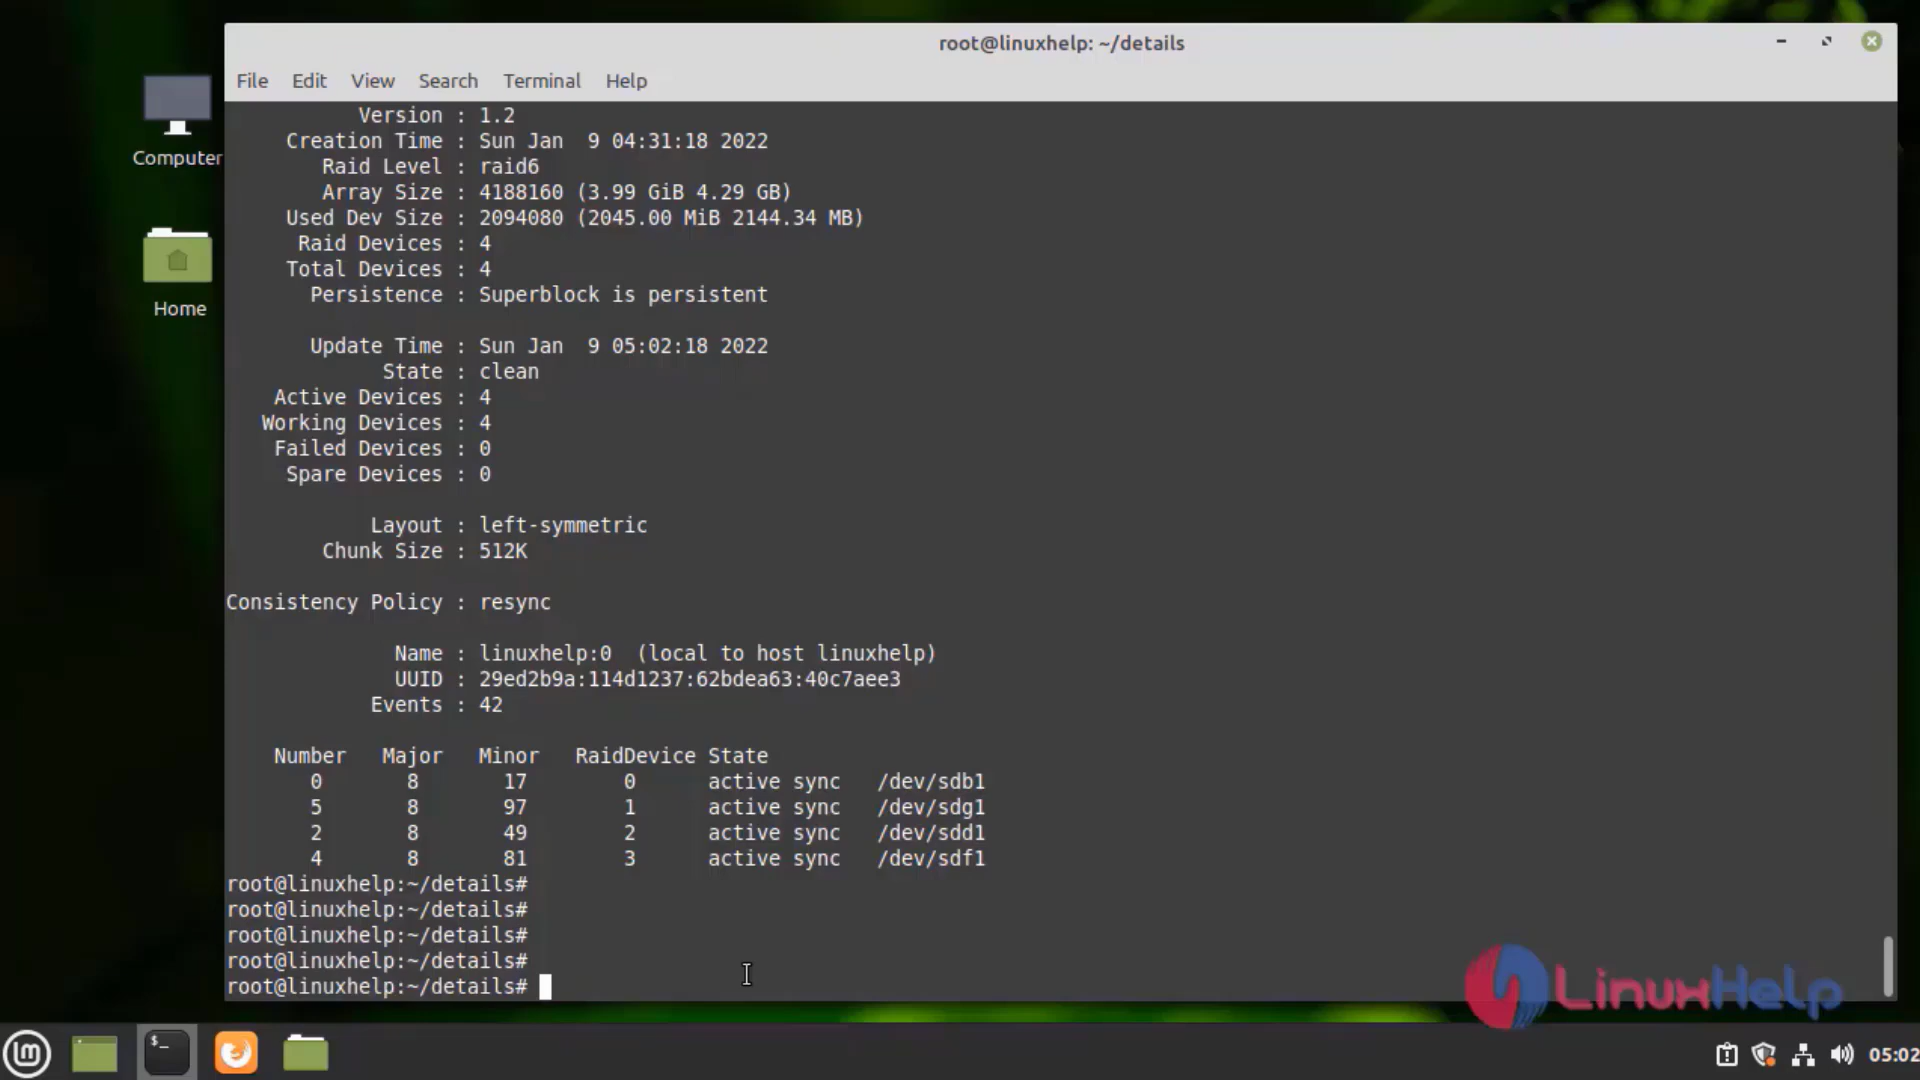 root@linuxhelp: ~/details
File Edit View Search Terminal Help
Computer
Home
Version : 1.2
Creation Time : Sun Jan  9 04:31:18 2022
Raid Level : raid6
Array Size : 4188160 (3.99 GiB 4.29 GB)
Used Dev Size : 2094080 (2045.00 MiB 2144.34 MB)
Raid Devices : 4
Total Devices : 4
Persistence : Superblock is persistent
Update Time : Sun Jan  9 05:02:18 2022
State : clean
Active Devices : 4
Working Devices : 4
Failed Devices : 0
Spare Devices : 0
Layout : left-symmetric
Chunk Size : 512K
Consistency Policy : resync
Name : linuxhelp:0  (local to host linuxhelp)
UUID : 29ed2b9a:114d1237:62bdea63:40c7aee3
Events : 42
Number   Major   Minor   RaidDevice State
0       8       17        0      active sync   /dev/sdb1
5       8       97        1      active sync   /dev/sdg1
2       8       49        2      active sync   /dev/sdd1
4       8       81        3      active sync   /dev/sdf1
root@linuxhelp:~/details#
root@linuxhelp:~/details#
root@linuxhelp:~/details#
root@linuxhelp:~/details#
root@linuxhelp:~/details#
LinuxHelp
$_
05:02